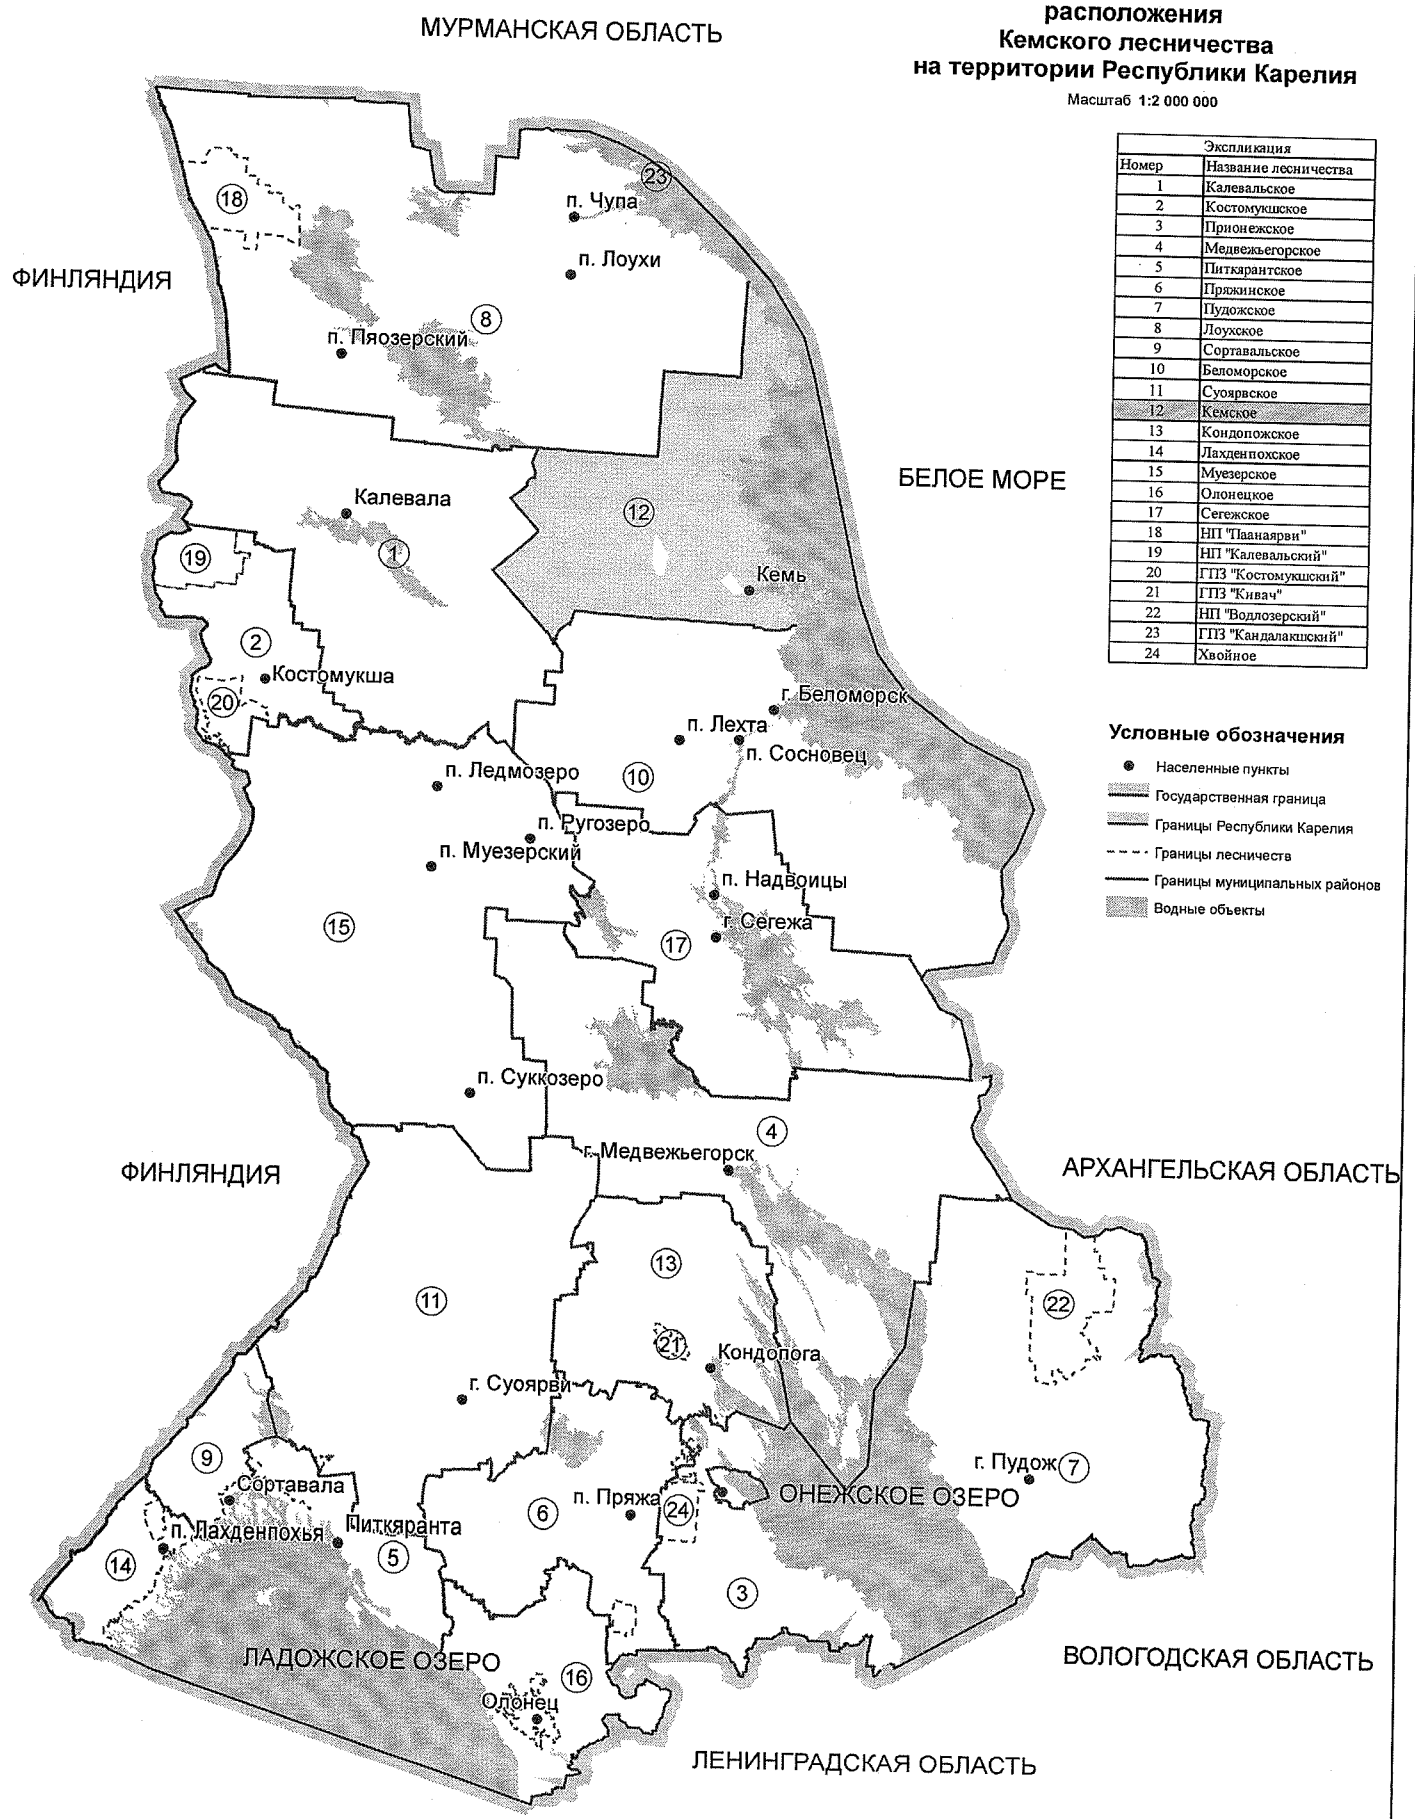 расположения
Кемского лесничества
на территории Республики Карелия
Масштаб 1:2 000 000
МУРМАНСКАЯ ОБЛАСТЬ
Экспликация
Номер Название лесничества
1 Калевальское
2 Костомукшское
3 Прионежское
4 Медвежьегорское
5 Питкярантское
6 Пряжинское
7 Пудожское
8 Лоухское
9 Сортавальское
10 Беломорское
11 Суоярвское
12 Кемское
13 Кондопожское
14 Лахденпохское
15 Муезерское
16 Олонецкое
17 Сегежское
18 НП "Паанаярви"
19 НП "Калевальский"
20 ГПЗ "Костомукшский"
21 ГПЗ "Кивач"
22 НП "Водлозерский"
23 ГПЗ "Кандалакшский"
24 Хвойное
Условные обозначения
Населенные пункты
Государственная граница
Границы Республики Карелия
Границы лесничеств
Границы муниципальных районов
Водные объекты
23
18
п. Чупа
п. Лоухи
ФИНЛЯНДИЯ
8
п. Пяозерский
БЕЛОЕ МОРЕ
Калевала
12
1
19
Кемь
2
Костомукша
20
г. Беломорск
п. Лехта
п. Сосновец
10
п. Ледмозеро
п. Ругозеро
п. Муезерский
п. Надвоицы
г. Сегежа
15
17
п. Суккозеро
4
г. Медвежьегорск
ФИНЛЯНДИЯ
АРХАНГЕЛЬСКАЯ ОБЛАСТЬ
13
11
22
21
Кондопога
г. Суоярви
9
г. Пудож
7
Сортавала
ОНЕЖСКОЕ ОЗЕРО
п. Пряжа
24
6
п. Лахденпохья
Питкяранта
14
5
3
ЛАДОЖСКОЕ ОЗЕРО
ВОЛОГОДСКАЯ ОБЛАСТЬ
16
Олонец
ЛЕНИНГРАДСКАЯ ОБЛАСТЬ